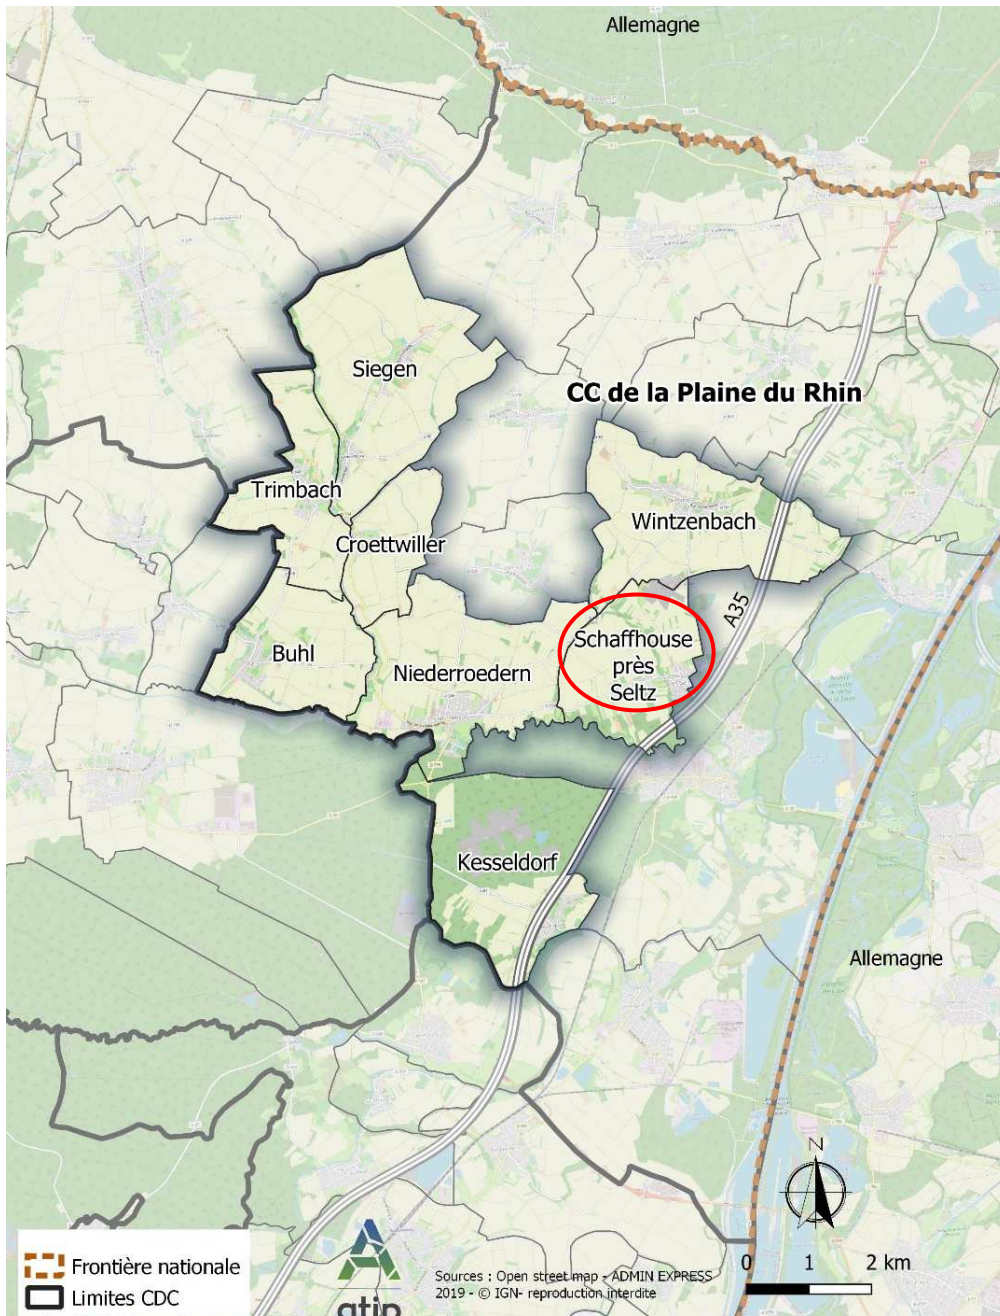 Allemagne
Siegen
CC de la Plaine du Rhin
Trimbach
Wintzenbach
Croettwiller
A35
Schaffhouse
près
Seltz
Buhl
Niederroedern
Kesseldorf
Allemagne
N
0 1 2 km
Frontière nationale
Limites CDC
atip
Sources : Open street map - ADMIN EXPRESS
2019 - © IGN- reproduction interdite